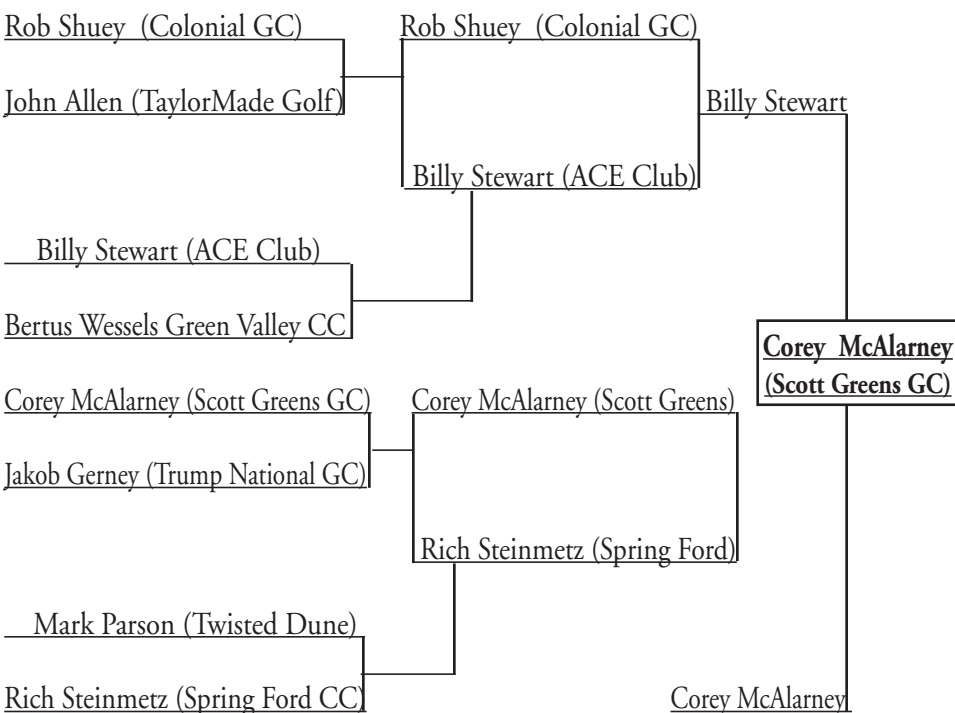 Rob Shuey (Colonial GC)
John Allen (TaylorMade Golf)
Billy Stewart (ACE Club)
Bertus Wessels Green Valley CC
Corey McAlarney (Scott Greens GC)
Jakob Gerney (Trump National GC)
Mark Parson (Twisted Dune)
Rich Steinmetz (Spring Ford CC)
Rob Shuey (Colonial GC)
Billy Stewart (ACE Club)
Corey McAlarney (Scott Greens)
Rich Steinmetz (Spring Ford)
Billy Stewart
Corey McAlarney
Corey McAlarney
(Scott Greens GC)